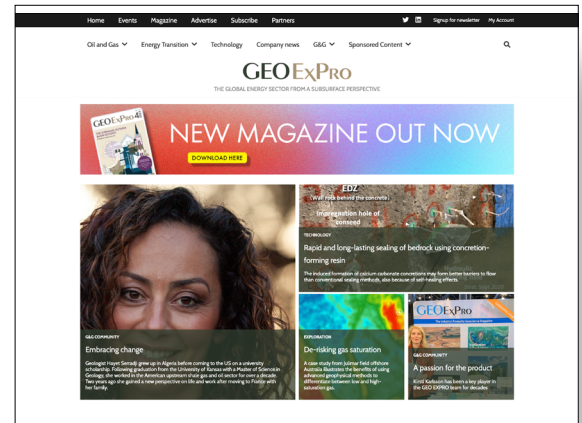 Home Events Magazine Advertise Subscribe Partners Signup for newsletter My Account
Oil and Gas Energy Transition Technology Company news G&G Sponsored Content
GEO EXPRO
THE GLOBAL ENERGY SECTOR FROM A SUBSURFACE PERSPECTIVE
GEO EXPRO
NEW MAGAZINE OUT NOW
DOWNLOAD HERE
EDZ
(Wall rock behind the concrete)
Impregnation hole of
conseed
TECHNOLOGY
Rapid and long-lasting sealing of bedrock using concretion-
forming resin
The induced formation of calcium carbonate concretions may form better barriers to flow
than conventional sealing methods, also because of self-healing effects.
G&G COMMUNITY
Embracing change
Geologist Hayet Serradji grew up in Algeria before coming to the US on a university
scholarship. Following graduation from the University of Kansas with a Master of Science in
Geology, she worked in the American upstream shale gas and oil sector for over a decade.
Two years ago she gained a new perspective on life and work after moving to France with
her family.
EXPLORATION
De-risking gas saturation
A case study from Julimar field offshore
Australia illustrates the benefits of using
advanced geophysical methods to
differentiate between low and high-
saturation gas.
GEOEXPRO
G&G COMMUNITY
A passion for the product
Kirsti Karlsson has been a key player in
the GEO EXPRO team for decades